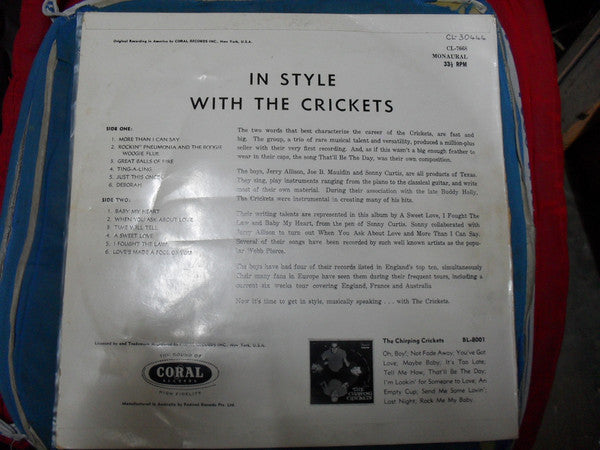 Original Recording in America by CORAL RECORDS INC., New York, U.S.A.
CL 30444
CL-7668
MONAURAL
33⅓ RPM
IN STYLE
WITH THE CRICKETS
SIDE ONE:
1. MORE THAN I CAN SAY
2. ROCKIN' PNEUMONIA AND THE BOOGIE
WOOGIE FLU
3. GREAT BALLS OF FIRE
4. TING-A-LING
5. JUST THIS ONCE
6. DEBORAH
SIDE TWO:
1. BABY MY HEART
2. WHEN YOU ASK ABOUT LOVE
3. TIME WILL TELL
4. A SWEET LOVE
5. I FOUGHT THE LAW
6. LOVE'S MADE A FOOL OF YOU
The two words that best characterize the career of the Crickets, are fast and
big. The group, a trio of rare musical talent and versatility, produced a million-plus
seller with their very first recording. And, as if this wasn't a big enough feather to
wear in their caps, the song That'll Be The Day, was their own composition.
The boys, Jerry Allison, Joe B. Mauldin and Sonny Curtis, are all products of Texas.
They sing, play instruments ranging from the piano to the classical guitar, and write
most of their own material. During their association with the late Buddy Holly,
The Crickets were instrumental in creating many of his hits.
Their writing talents are represented in this album by A Sweet Love, I Fought The
Law and Baby My Heart, from the pen of Sonny Curtis. Sonny collaborated with
Jerry Allison to turn out When You Ask About Love and More Than I Can Say.
Several of their songs have been recorded by such well known artists as the popu-
lar Webb Pierce.
The boys have had four of their records listed in England's top ten, simultaneously
Their many fans in Europe have seen them during their frequent tours, including a
current six weeks tour covering England, France and Australia
Now it's time to get in style, musically speaking . . . with The Crickets.
Licensed by and Trademark of CORAL RECORDS INC., New York, U.S.A.
THE SOUND OF
CORAL
RECORDS
HIGH FIDELITY
Manufactured in Australia by Festival Records Pty. Ltd.
THE
CHIRPING
CRICKETS
The Chirping Crickets BL-8001
Oh, Boy!; Not Fade Away; You've Got
Love; Maybe Baby; It's Too Late;
Tell Me How; That'll Be The Day;
I'm Lookin' for Someone to Love; An
Empty Cup; Send Me Some Lovin';
Last Night; Rock Me My Baby.